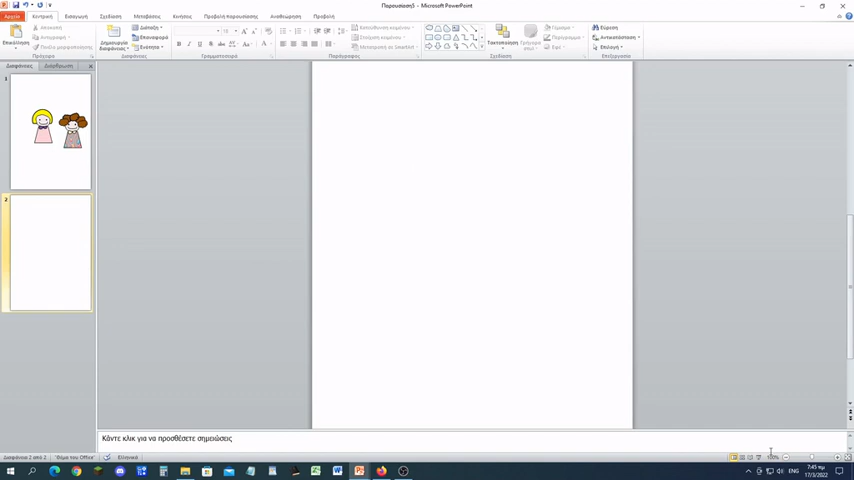 Παρουσίαση5 - Microsoft PowerPoint
Αρχείο Κεντρική Εισαγωγή Σχεδίαση Μεταβάσεις Κινήσεις Προβολή παρουσίασης Αναθεώρηση Προβολή
Επικόλληση
Αποκοπή
Αντιγραφή
Πινέλο μορφοποίησης
Πρόχειρο
Δημιουργία διαφάνειας
Διάταξη
Επαναφορά
Ενότητα
Διαφάνειες
Γραμματοσειρά
Κατεύθυνση κειμένου
Στοίχιση κειμένου
Μετατροπή σε SmartArt
Παράγραφος
Τακτοποίηση
Γρήγορα στυλ
Γέμισμα
Περίγραμμα
Εφέ
Σχεδίαση
Εύρεση
Αντικατάσταση
Επιλογή
Επεξεργασία
Διαφάνειες Διάρθρωση
1
2
Κάντε κλικ για να προσθέσετε σημειώσεις
Διαφάνεια 2 από 2 "Θέμα του Office" Ελληνικά 100%
ENG
7:45 πμ
17/3/2022